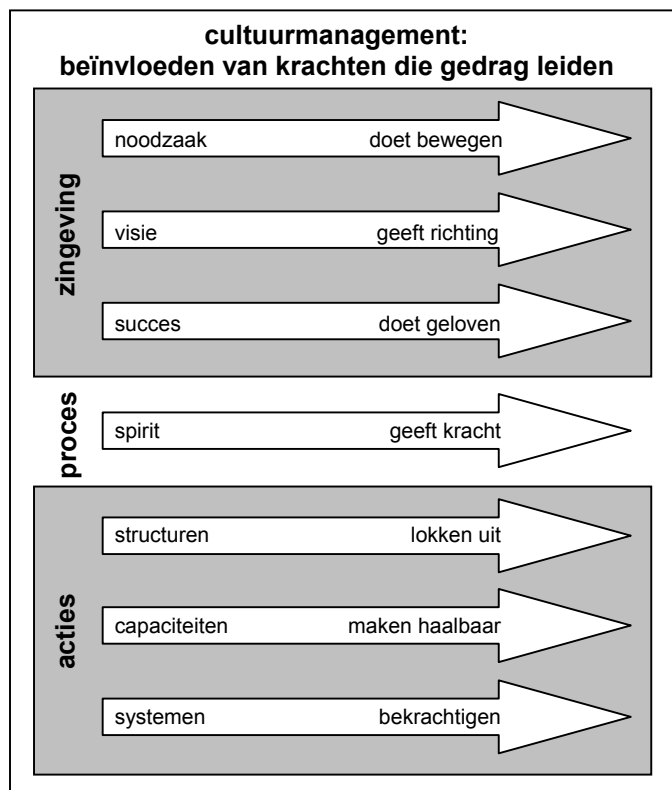 cultuurmanagement:
beïnvloeden van krachten die gedrag leiden
zingeving
noodzaak doet bewegen
visie geeft richting
succes doet geloven
proces
spirit geeft kracht
acties
structuren lokken uit
capaciteiten maken haalbaar
systemen bekrachtigen